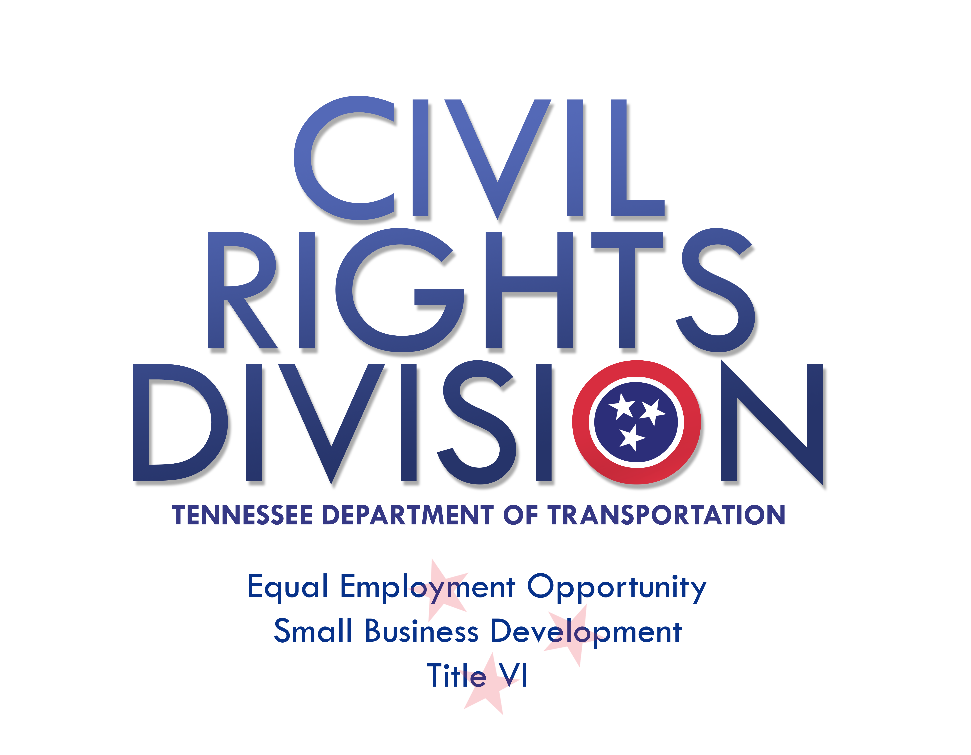 CIVIL
RIGHTS
DIVISION
TENNESSEE DEPARTMENT OF TRANSPORTATION
Equal Employment Opportunity
Small Business Development
Title VI